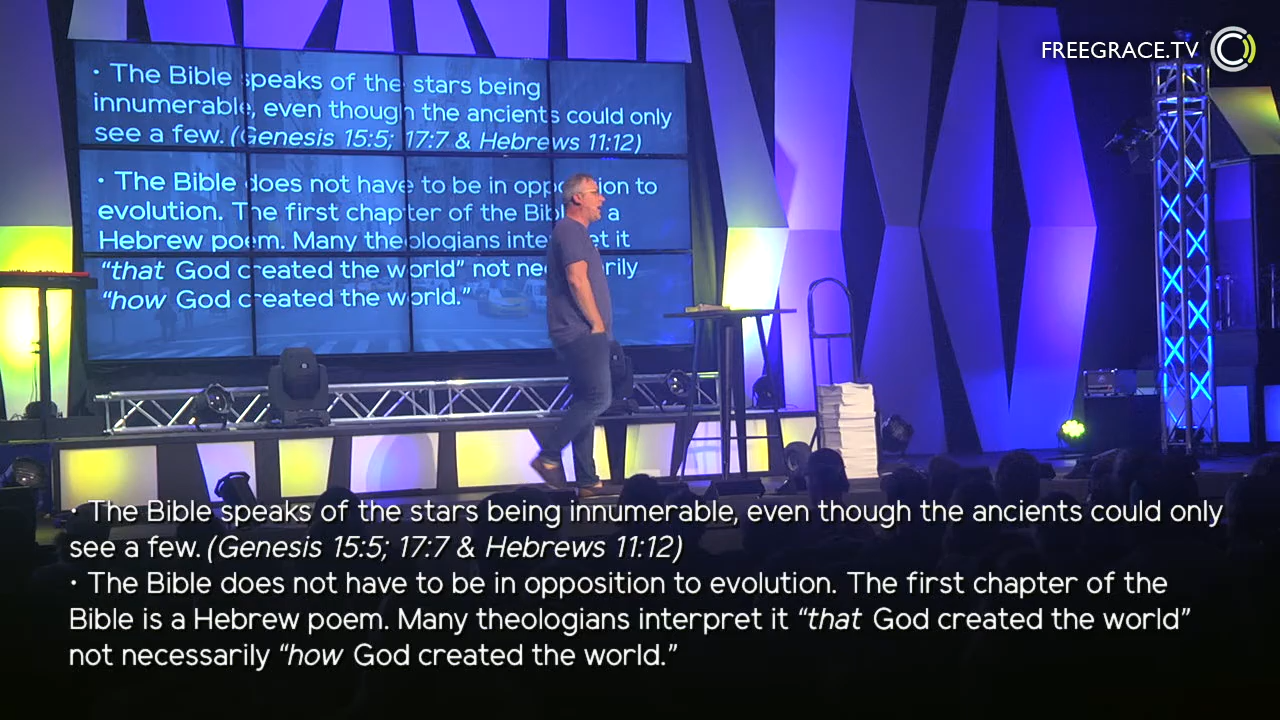 FREEGRACE.TV
· The Bible speaks of the stars being
innumerable, even though the ancients could only
see a few. (Genesis 15:5; 17:7 & Hebrews 11:12)
· The Bible does not have to be in opposition to
evolution. The first chapter of the Bible a
Hebrew poem. Many theologians interpret it
“that God created the world” not necessarily
“how God created the world.”
· The Bible speaks of the stars being innumerable, even though the ancients could only
see a few. (Genesis 15:5; 17:7 & Hebrews 11:12)
· The Bible does not have to be in opposition to evolution. The first chapter of the
Bible is a Hebrew poem. Many theologians interpret it “that God created the world”
not necessarily “how God created the world.”